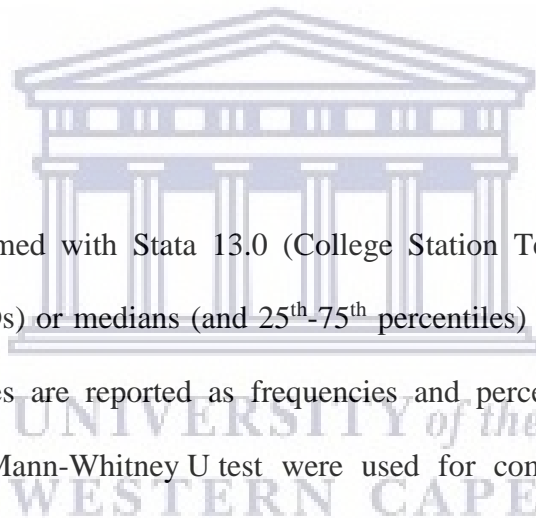 med with Stata 13.0 (College Station Te
s) or medians (and 25th-75th percentiles)
es are reported as frequencies and perce
UNIVERSITY of the
Mann-Whitney U test were used for con
WESTERN CAPE